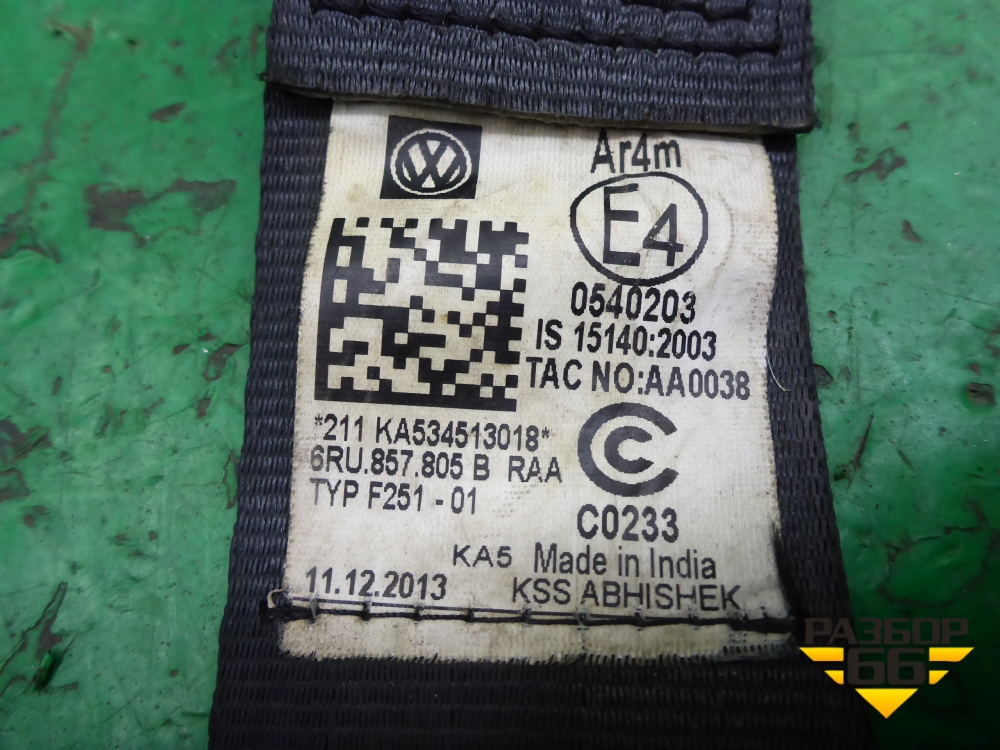 Ar4m
E4
0540203
IS 15140:2003
TAC NO:AA0038
*211 KA534513018*
6RU.857.805 B RAA
TYP F251 - 01
C0233
KA5 Made in India
11.12.2013 KSS ABHISHEK
РАЗБОР
66